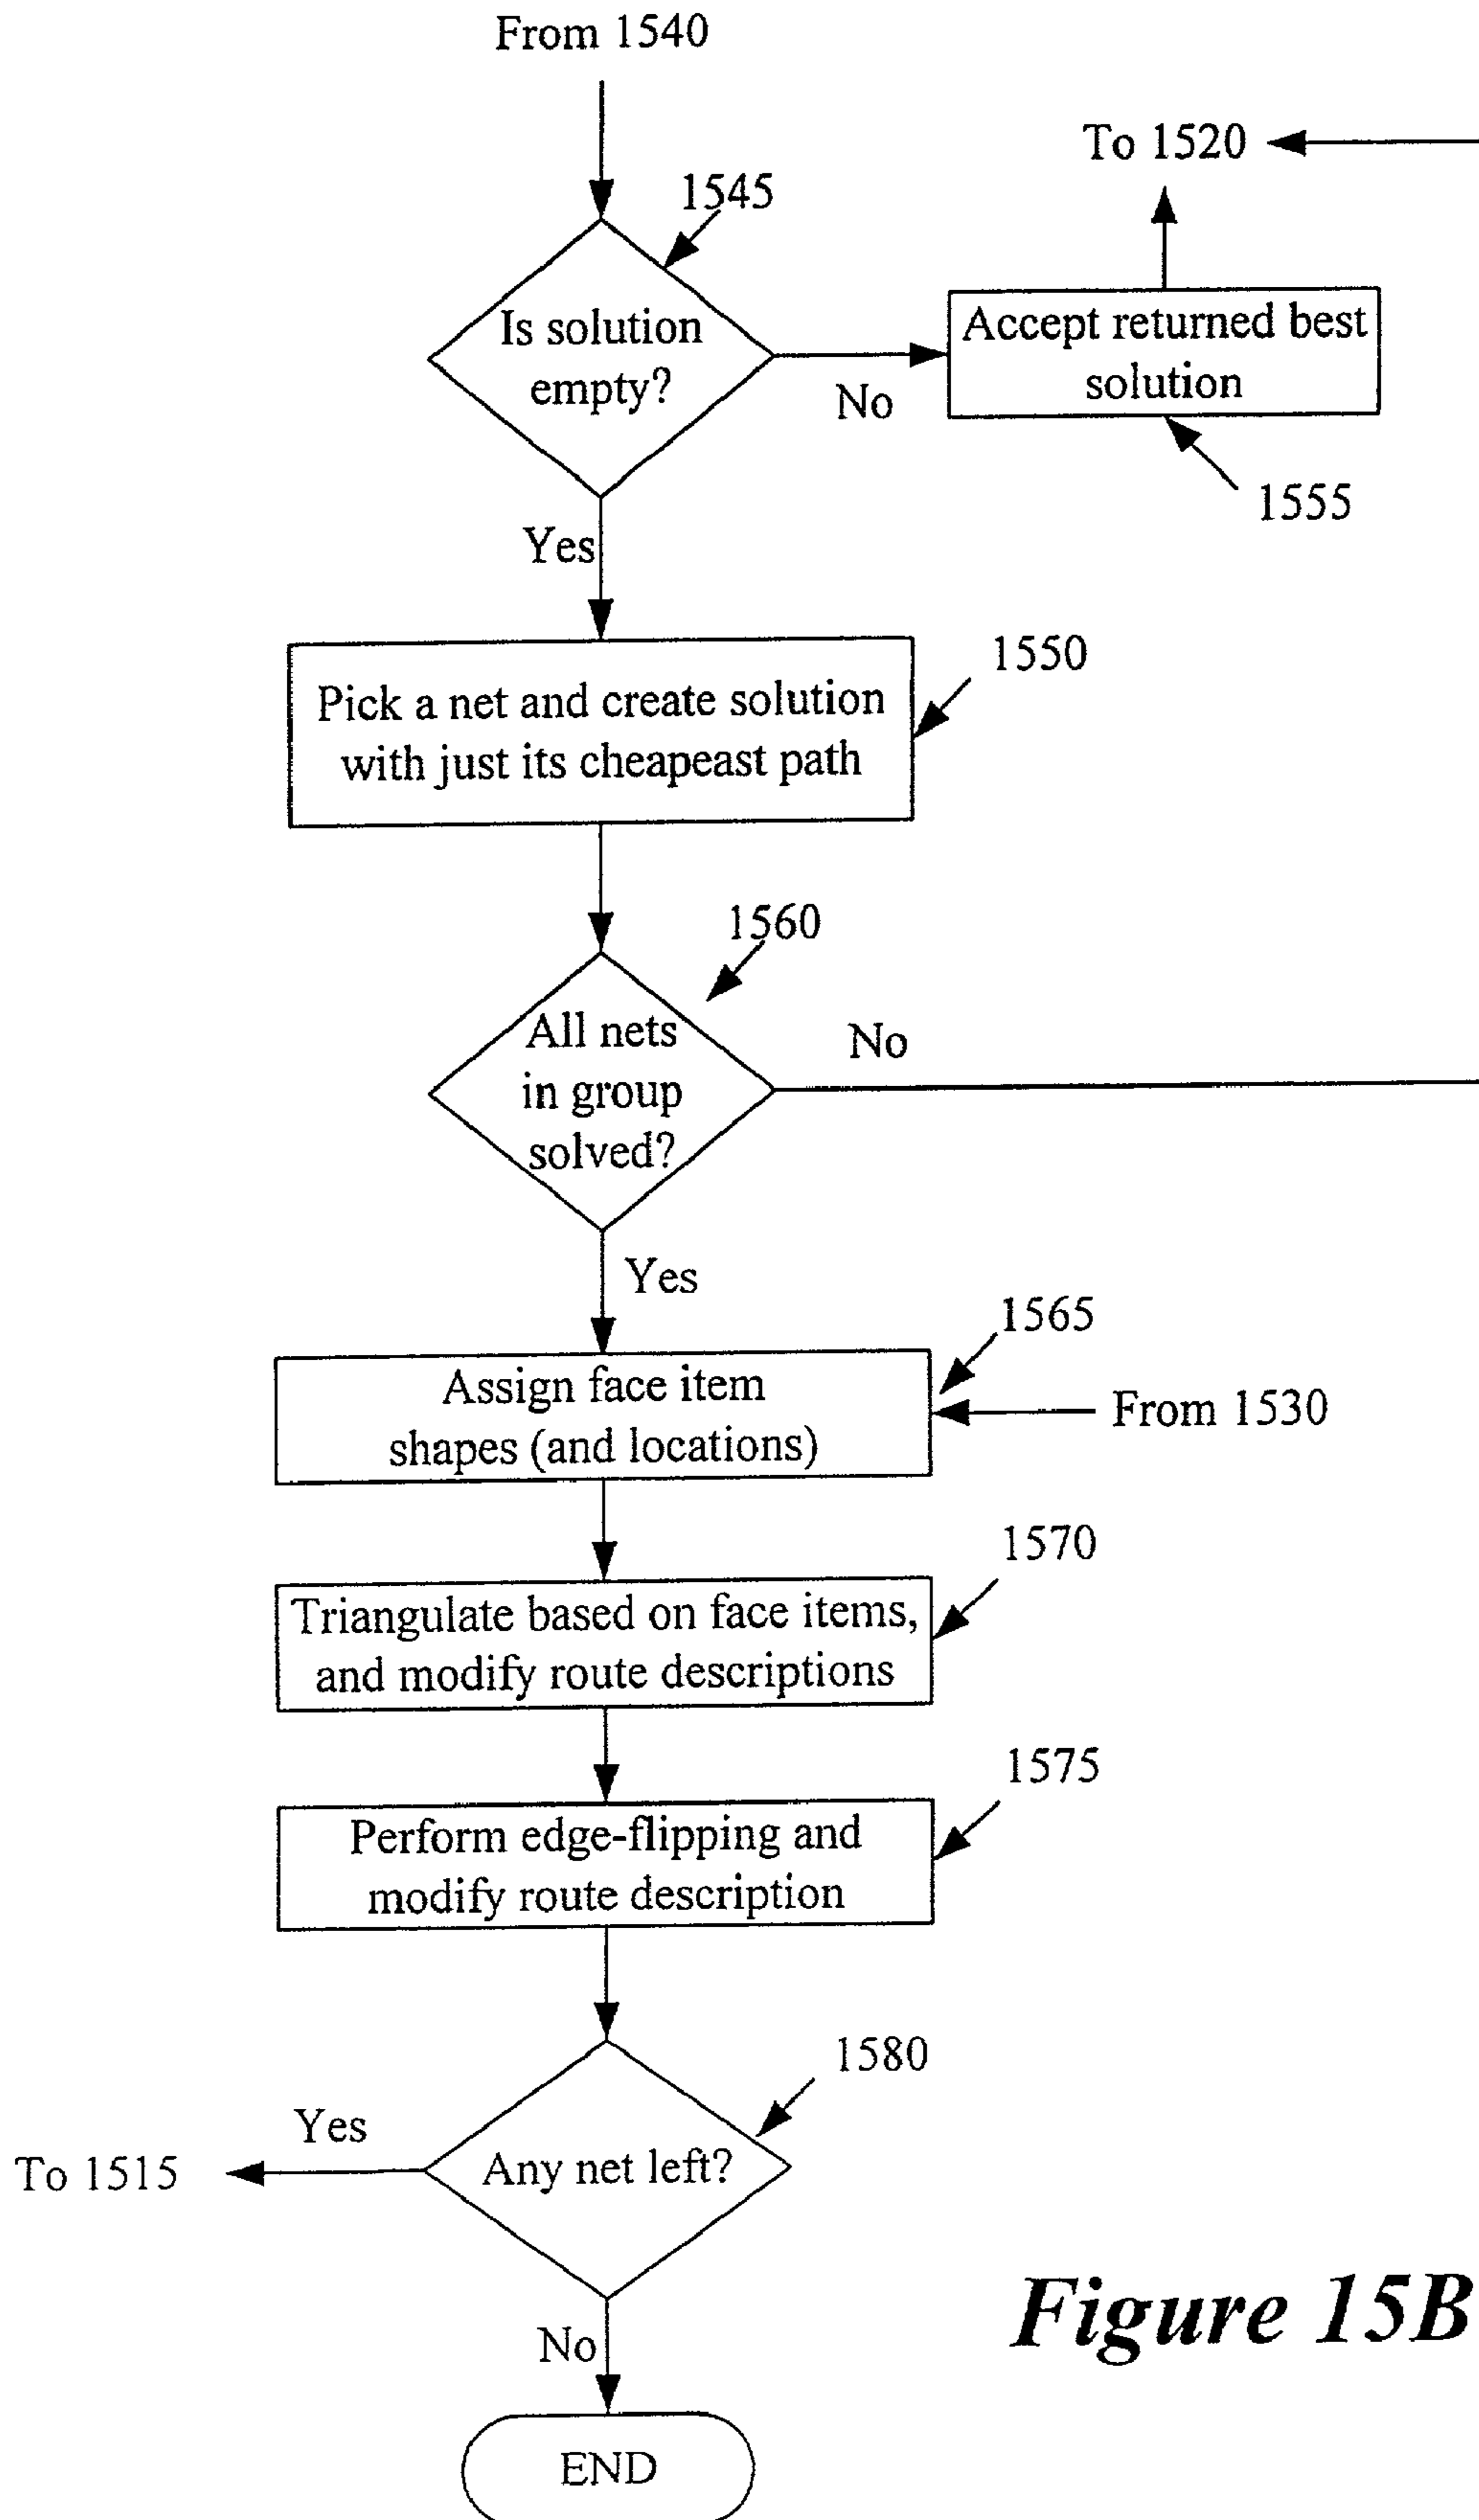 From 1540
To 1520
1545
Is solution
empty?
No
Accept returned best
solution
1555
Yes
1550
Pick a net and create solution
with just its cheapeast path
1560
All nets
in group
solved?
No
Yes
1565
Assign face item
shapes (and locations)
From 1530
1570
Triangulate based on face items,
and modify route descriptions
1575
Perform edge-flipping and
modify route description
1580
Any net left?
Yes
To 1515
No
END
Figure 15B